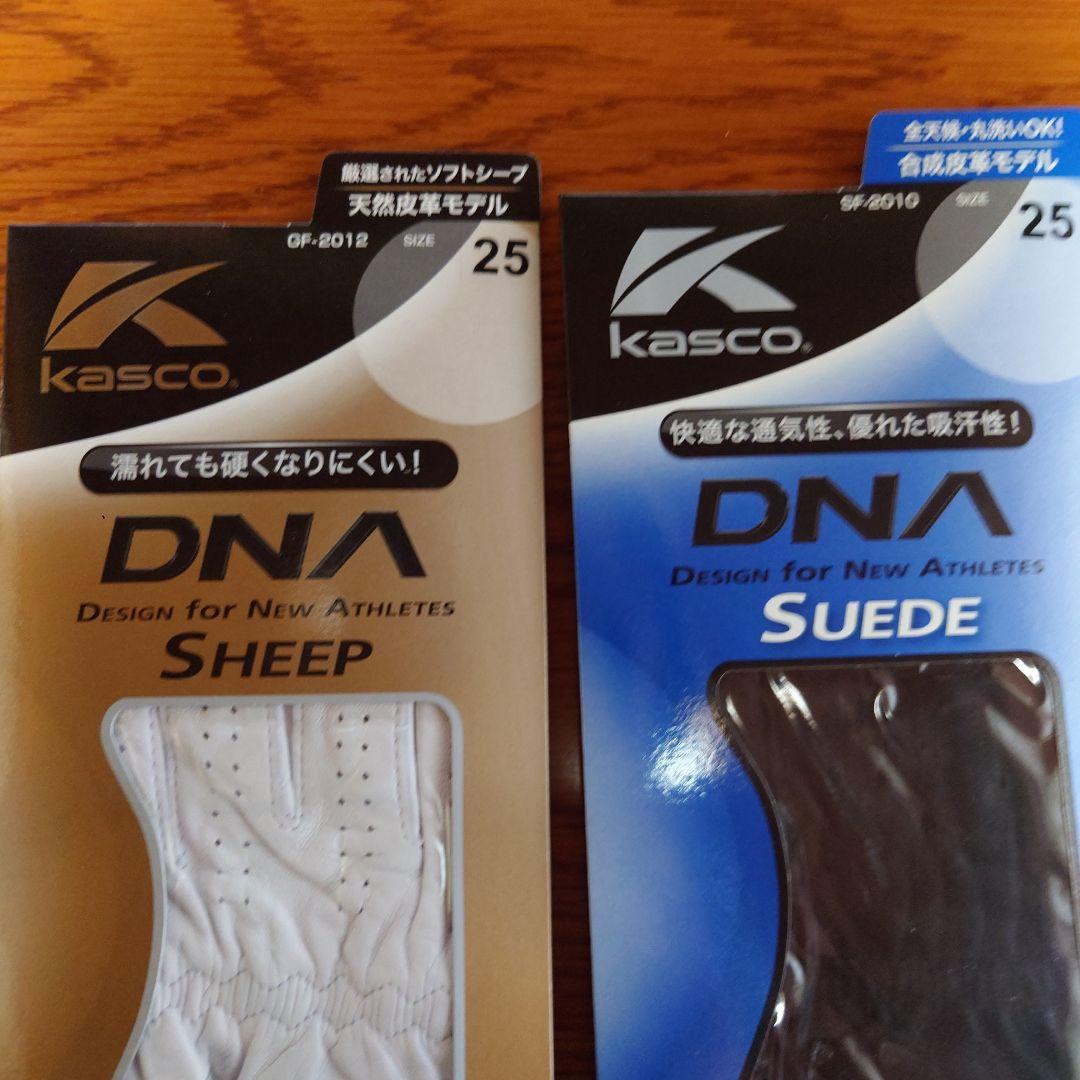 厳選されたソフトシープ
天然皮革モデル
GF-2012 SIZE 25
Kasco®
濡れても硬くなりにくい!
DNA
DESIGN for NEW ATHLETES
SHEEP
全天候・丸洗いOK!
合成皮革モデル
SF-2010 SIZE 25
Kasco®
快適な通気性、優れた吸汗性!
DNA
DESIGN for NEW ATHLETES
SUEDE